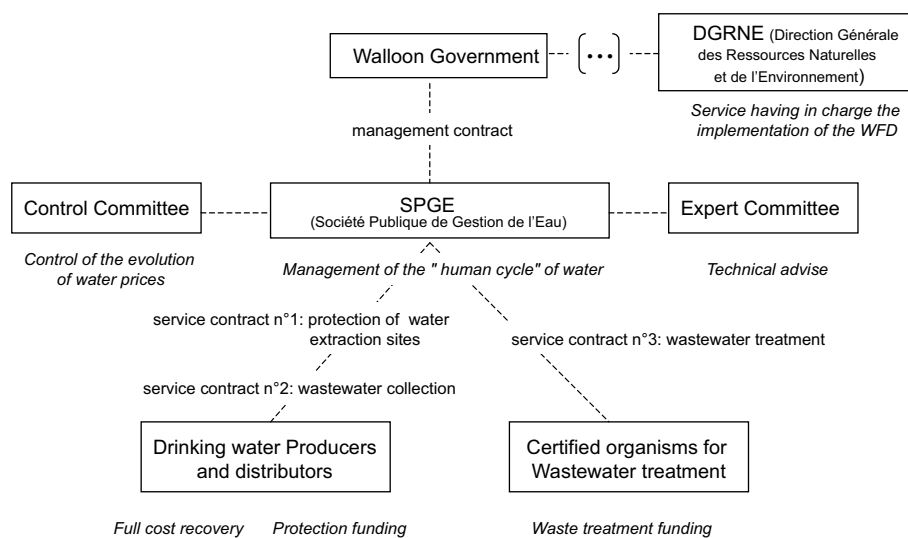 DGRNE (Direction Générale
des Ressources Naturelles
et de l'Environnement)
Walloon Government
(...)
Service having in charge the
implementation of the WFD
management contract
Control Committee
SPGE
(Société Publique de Gestion de l'Eau)
Expert Committee
Control of the evolution
of water prices
Management of the " human cycle" of water
Technical advise
service contract n°1: protection of water
extraction sites
service contract n°3: wastewater treatment
service contract n°2: wastewater collection
Drinking water Producers
and distributors
Certified organisms for
Wastewater treatment
Full cost recovery
Protection funding
Waste treatment funding